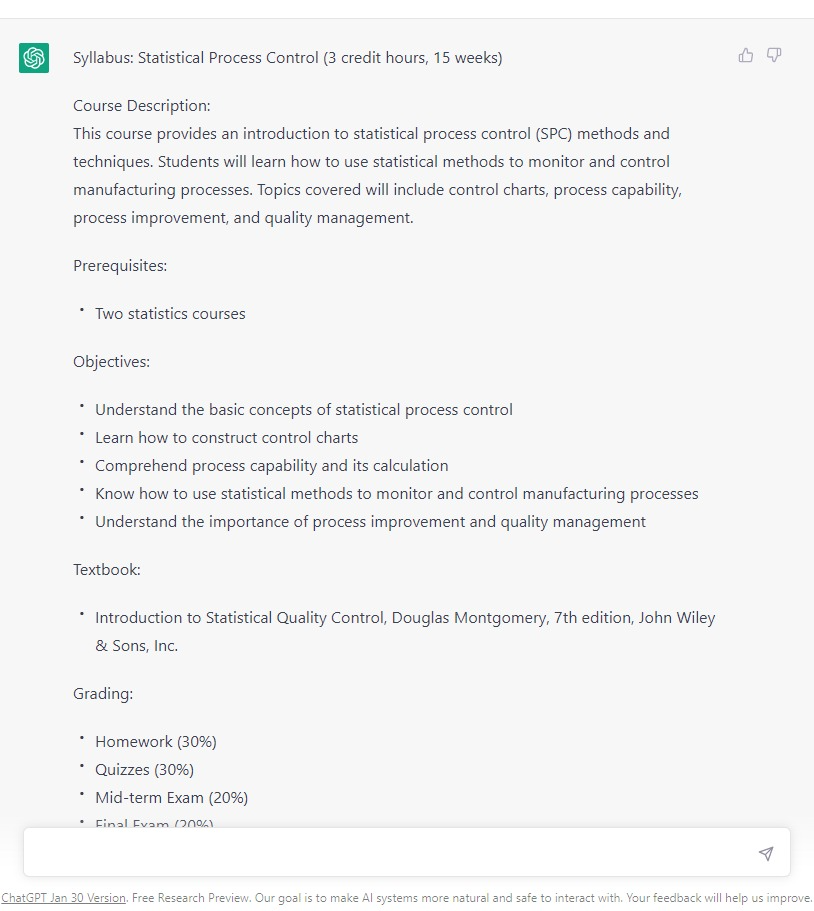 Syllabus: Statistical Process Control (3 credit hours, 15 weeks)
Course Description:
This course provides an introduction to statistical process control (SPC) methods and
techniques. Students will learn how to use statistical methods to monitor and control
manufacturing processes. Topics covered will include control charts, process capability,
process improvement, and quality management.
Prerequisites:
• Two statistics courses
Objectives:
• Understand the basic concepts of statistical process control
• Learn how to construct control charts
• Comprehend process capability and its calculation
• Know how to use statistical methods to monitor and control manufacturing processes
• Understand the importance of process improvement and quality management
Textbook:
• Introduction to Statistical Quality Control, Douglas Montgomery, 7th edition, John Wiley
& Sons, Inc.
Grading:
• Homework (30%)
• Quizzes (30%)
• Mid-term Exam (20%)
• Final Exam (20%)
ChatGPT Jan 30 Version. Free Research Preview. Our goal is to make AI systems more natural and safe to interact with. Your feedback will help us improve.